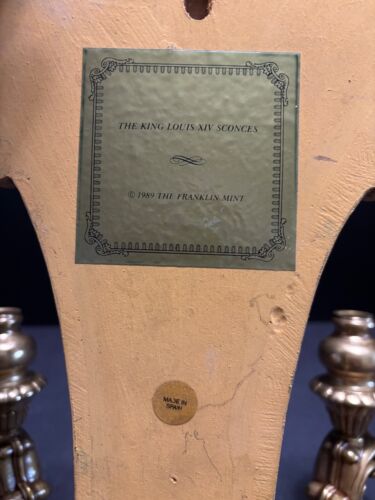 THE KING LOUIS XIV SCONCES
© 1989 THE FRANKLIN MINT
MADE IN
SPAIN